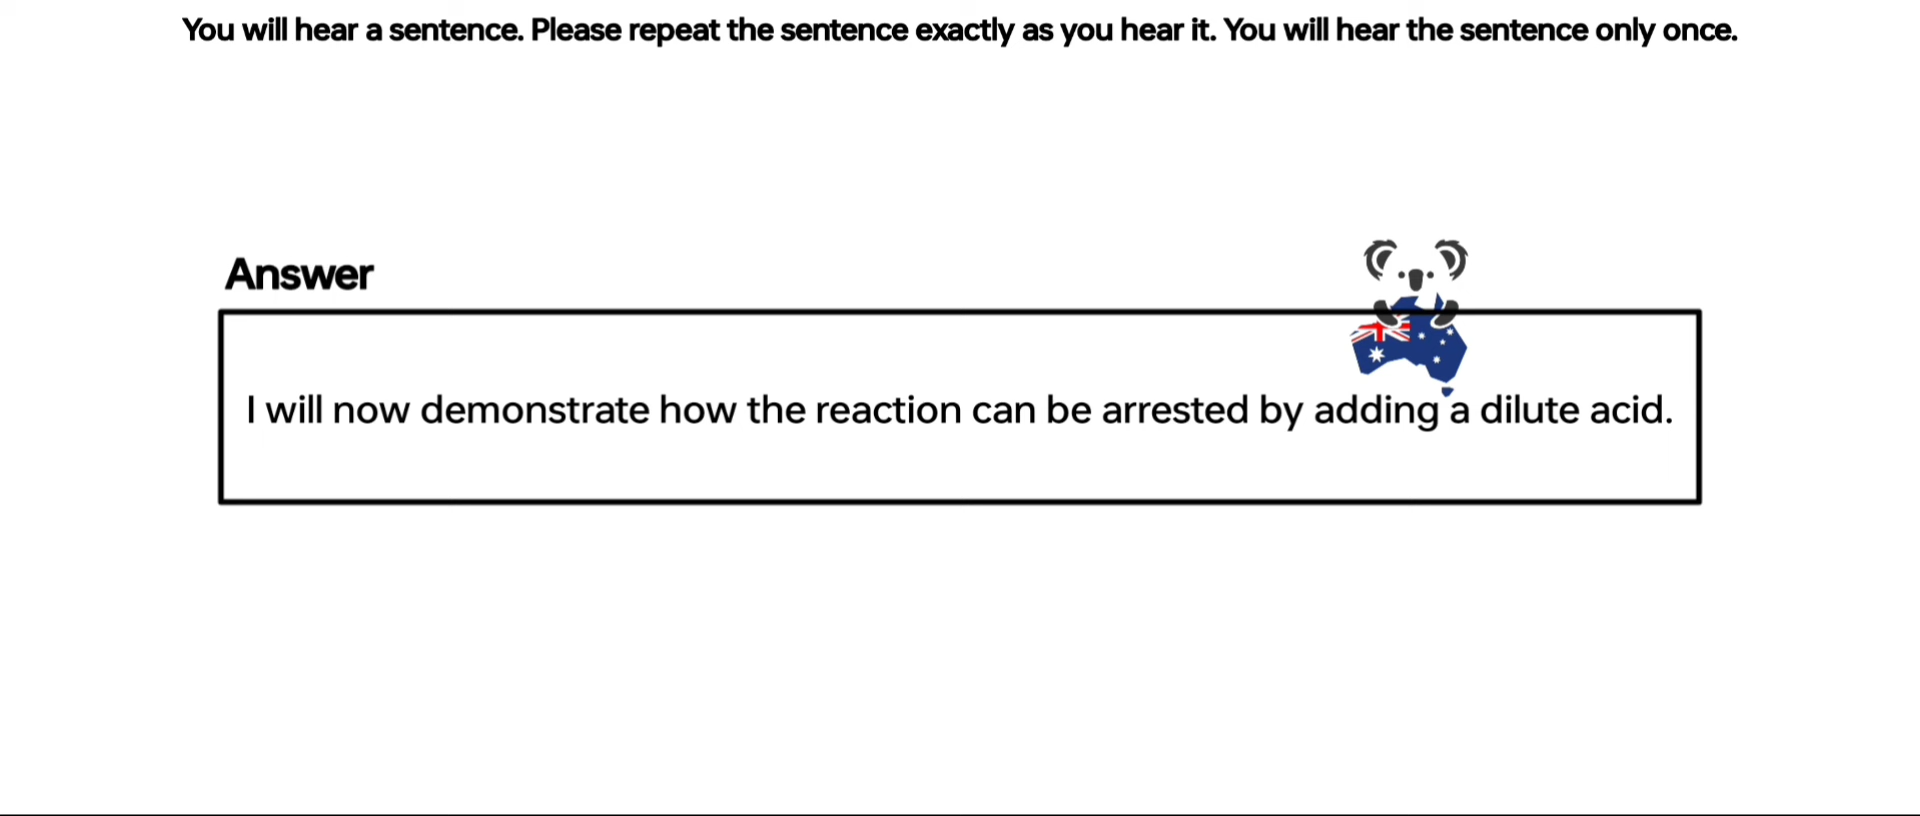 You will hear a sentence. Please repeat the sentence exactly as you hear it. You will hear the sentence only once.
Answer
I will now demonstrate how the reaction can be arrested by adding a dilute acid.